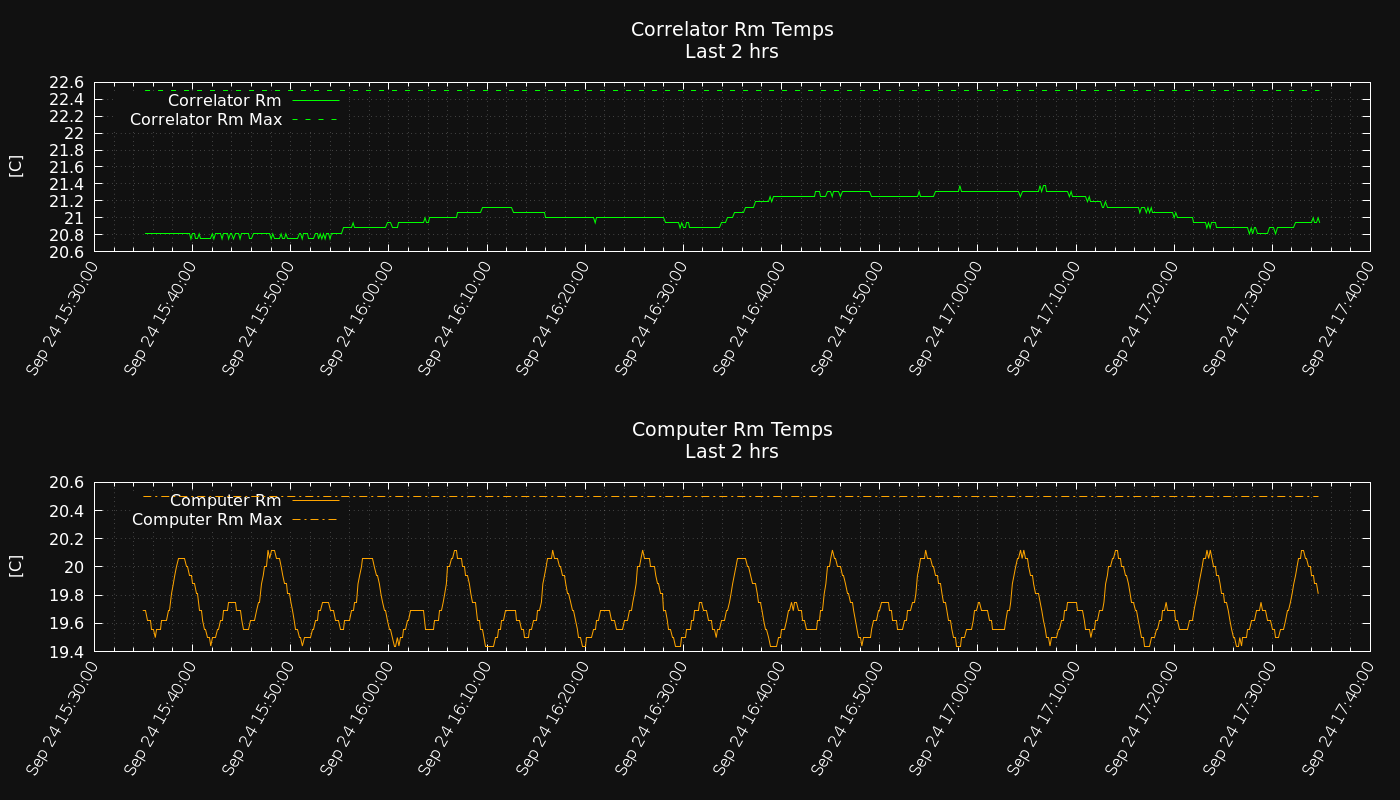 Correlator Rm Temps
Last 2 hrs
22.6
22.4
22.2
22
21.8
21.6
21.4
21.2
21
20.8
20.6
[C]
Correlator Rm
Correlator Rm Max
Sep 24 15:30:00
Sep 24 15:40:00
Sep 24 15:50:00
Sep 24 16:00:00
Sep 24 16:10:00
Sep 24 16:20:00
Sep 24 16:30:00
Sep 24 16:40:00
Sep 24 16:50:00
Sep 24 17:00:00
Sep 24 17:10:00
Sep 24 17:20:00
Sep 24 17:30:00
Sep 24 17:40:00
Computer Rm Temps
Last 2 hrs
20.6
20.4
20.2
20
19.8
19.6
19.4
[C]
Computer Rm
Computer Rm Max
Sep 24 15:30:00
Sep 24 15:40:00
Sep 24 15:50:00
Sep 24 16:00:00
Sep 24 16:10:00
Sep 24 16:20:00
Sep 24 16:30:00
Sep 24 16:40:00
Sep 24 16:50:00
Sep 24 17:00:00
Sep 24 17:10:00
Sep 24 17:20:00
Sep 24 17:30:00
Sep 24 17:40:00